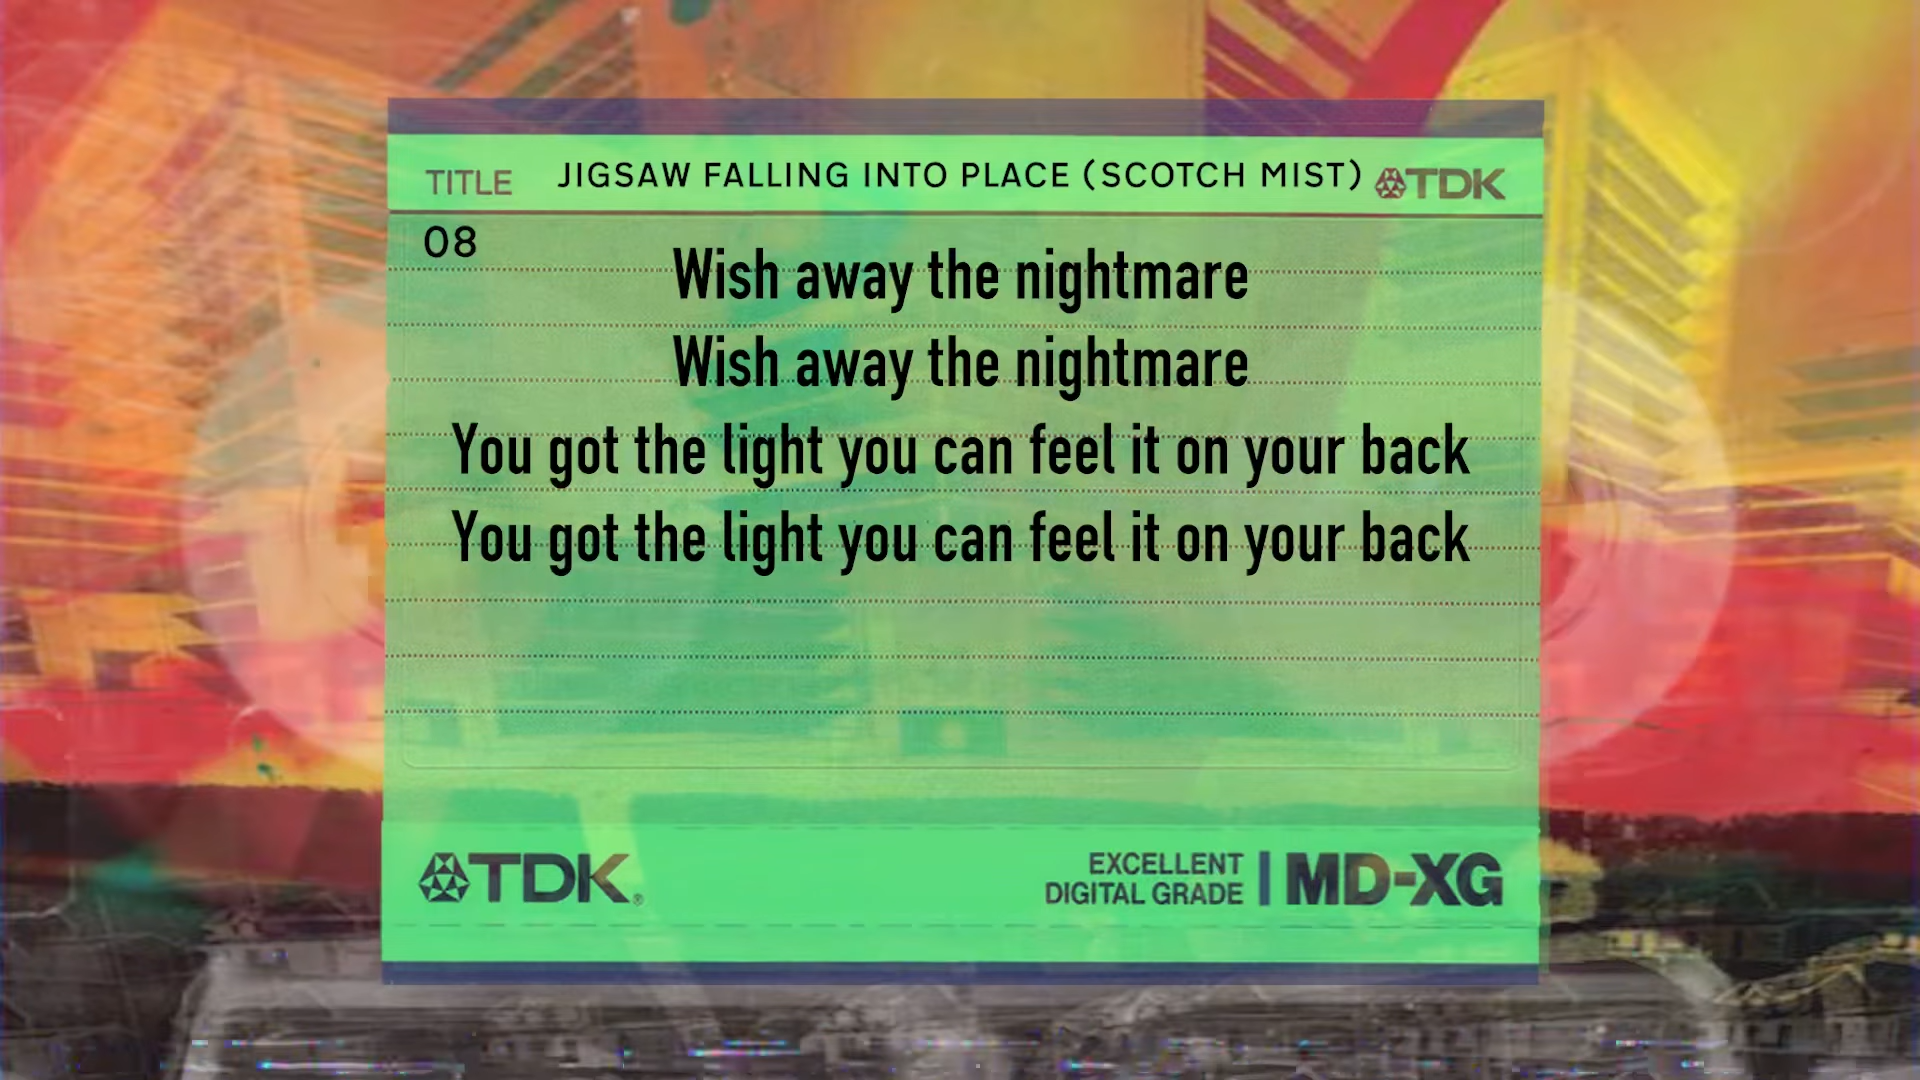 TITLE JIGSAW FALLING INTO PLACE (SCOTCH MIST) TDK
08
Wish away the nightmare
Wish away the nightmare
You got the light you can feel it on your back
You got the light you can feel it on your back
TDK®
EXCELLENT
DIGITAL GRADE | MD-XG